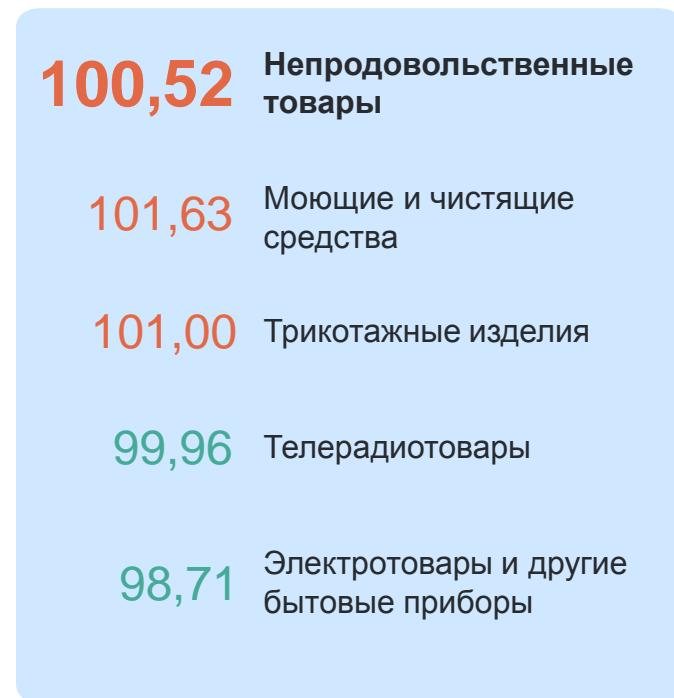 100,52 Непродовольственные
товары
101,63 Моющие и чистящие
средства
101,00 Трикотажные изделия
99,96 Телерадиотовары
98,71 Электротовары и другие
бытовые приборы